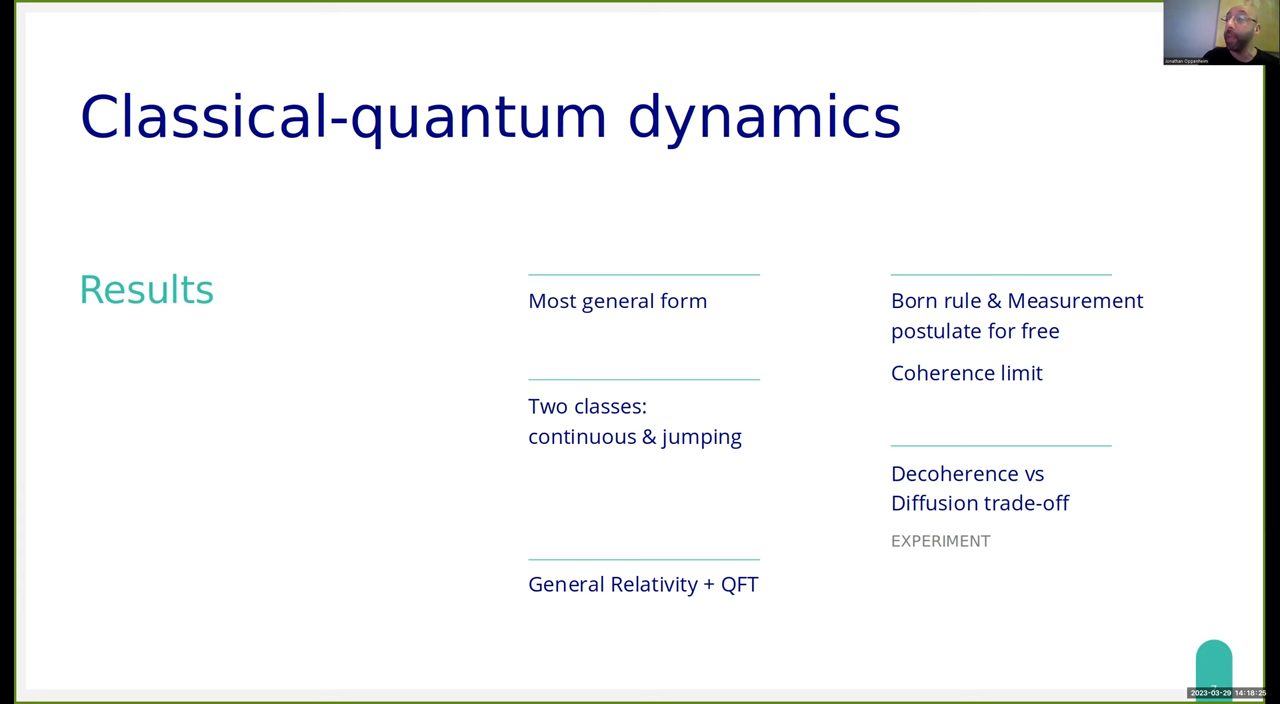 Jonathan Oppenheim
Classical-quantum dynamics
Results
Most general form
Two classes:
continuous & jumping
General Relativity + QFT
Born rule & Measurement
postulate for free
Coherence limit
Decoherence vs
Diffusion trade-off
EXPERIMENT
2023-03-29 14:18:25